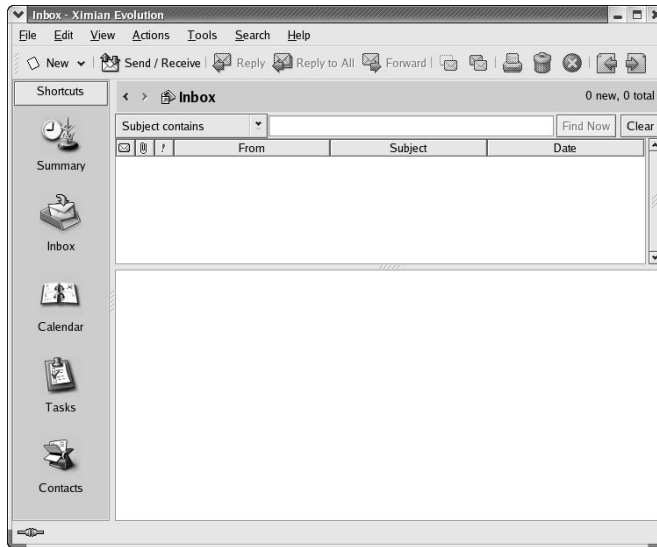 Inbox - Ximian Evolution
File Edit View Actions Tools Search Help
New Send / Receive Reply Reply to All Forward
Shortcuts
Inbox 0 new, 0 total
Subject contains Find Now Clear
! From Subject Date
Summary
Inbox
Calendar
Tasks
Contacts